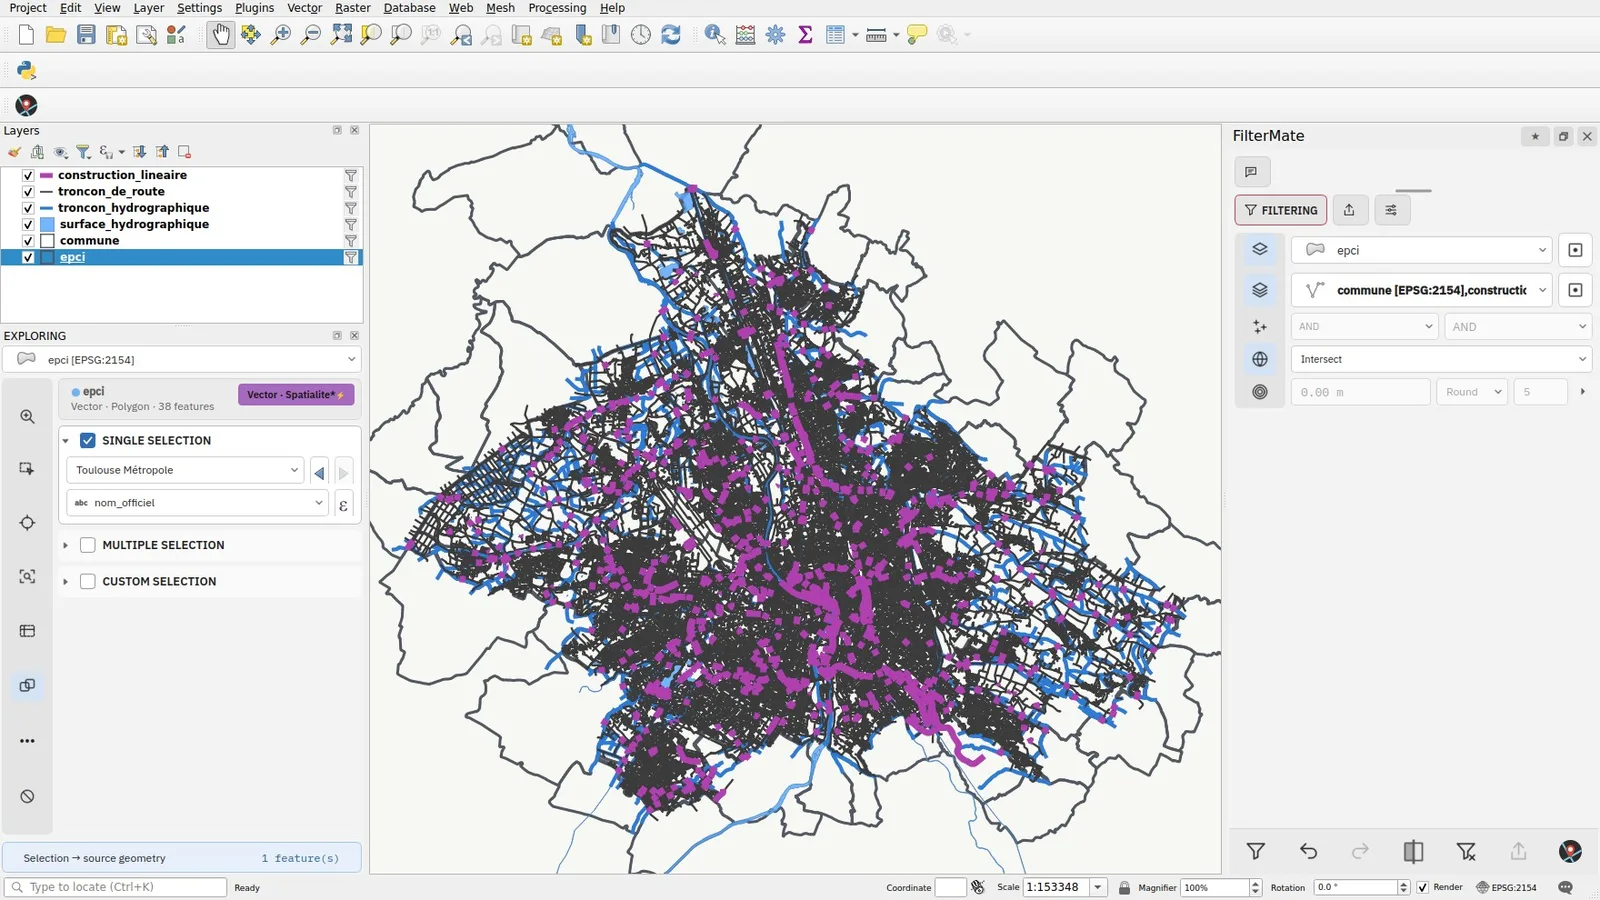 Project Edit View Layer Settings Plugins Vector Raster Database Web Mesh Processing Help
Layers
construction_lineaire
troncon_de_route
troncon_hydrographique
surface_hydrographique
commune
epci
EXPLORING
epci [EPSG:2154]
epci
Vector · Polygon · 38 features
Vector · Spatialite*⚡
SINGLE SELECTION
Toulouse Métropole
abc nom_officiel
ε
MULTIPLE SELECTION
CUSTOM SELECTION
Selection → source geometry 1 feature(s)
FilterMate
FILTERING
epci
commune [EPSG:2154],constructic
AND AND
Intersect
0.00 m Round 5
Type to locate (Ctrl+K) Ready Coordinate Scale 1:153348 Magnifier 100% Rotation 0.0 ° Render EPSG:2154